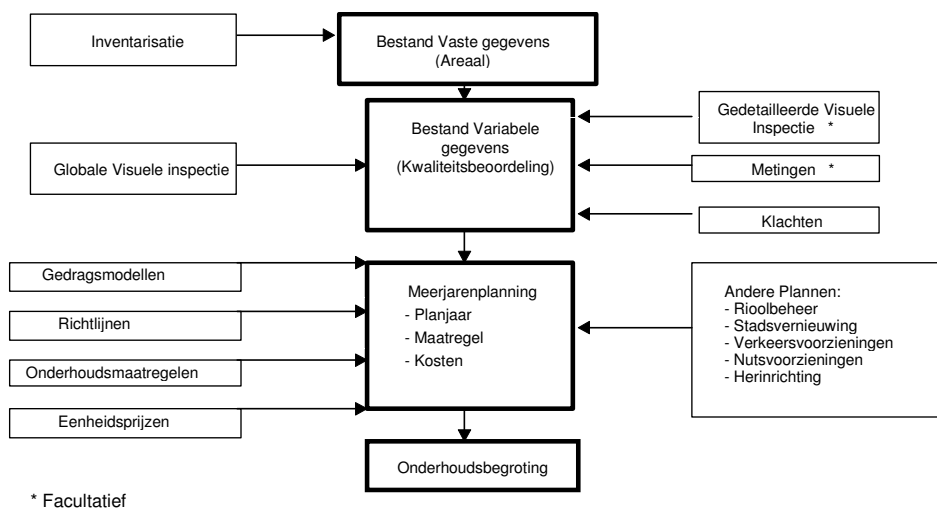 Inventarisatie
Bestand Vaste gegevens
(Areaal)
Globale Visuele inspectie
Bestand Variabele
gegevens
(Kwaliteitsbeoordeling)
Gedetailleerde Visuele
Inspectie *
Metingen *
Klachten
Gedragsmodellen
Richtlijnen
Onderhoudsmaatregelen
Eenheidsprijzen
Meerjarenplanning
- Planjaar
- Maatregel
- Kosten
Andere Plannen:
- Rioolbeheer
- Stadsvernieuwing
- Verkeersvoorzieningen
- Nutsvoorzieningen
- Herinrichting
Onderhoudsbegroting
* Facultatief